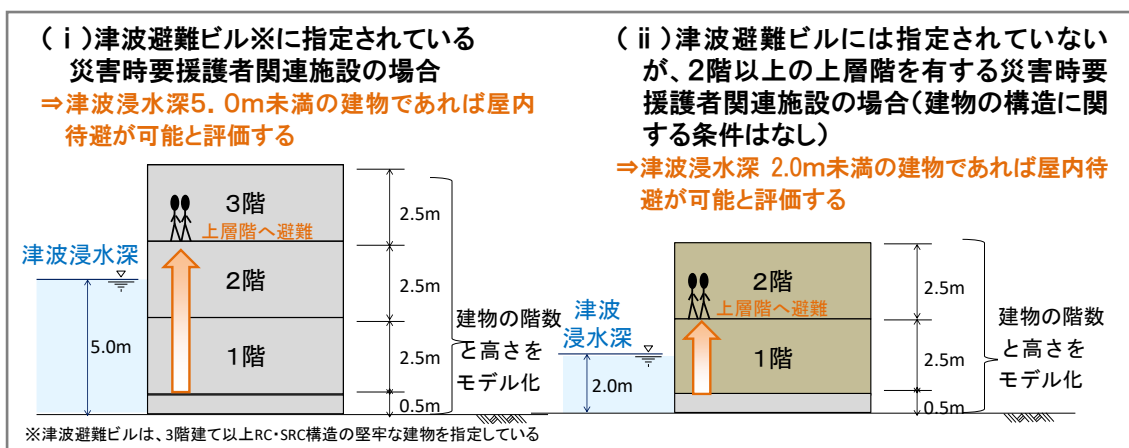 (ⅰ)津波避難ビル※に指定されている
災害時要援護者関連施設の場合
⇒津波浸水深5.0m未満の建物であれば屋内
待避が可能と評価する
3階
上層階へ避難
2階
1階
津波浸水深
5.0m
2.5m
2.5m
2.5m
0.5m
建物の階数
と高さを
モデル化
※津波避難ビルは、3階建て以上RC・SRC構造の堅牢な建物を指定している
(ⅱ)津波避難ビルには指定されていない
が、2階以上の上層階を有する災害時要
援護者関連施設の場合(建物の構造に関
する条件はなし)
⇒津波浸水深 2.0m未満の建物であれば屋内待
避が可能と評価する
2階
上層階へ避難
1階
津波
浸水深
2.0m
2.5m
2.5m
0.5m
建物の階数
と高さを
モデル化